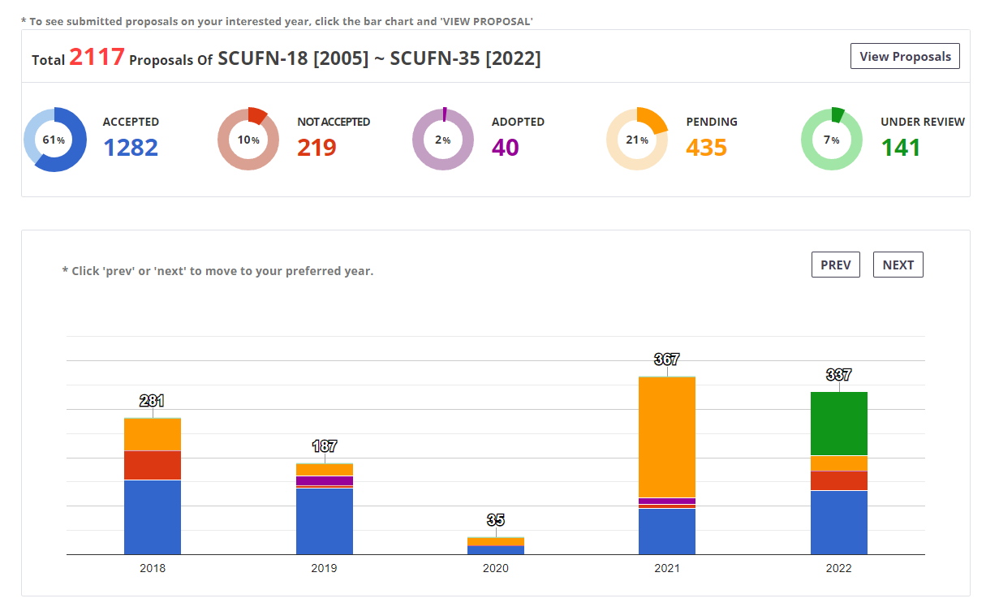 * To see submitted proposals on your interested year, click the bar chart and 'VIEW PROPOSAL'
Total 2117 Proposals Of SCUFN-18 [2005] ~ SCUFN-35 [2022]
View Proposals
61% ACCEPTED 1282
10% NOT ACCEPTED 219
2% ADOPTED 40
21% PENDING 435
7% UNDER REVIEW 141
* Click 'prev' or 'next' to move to your preferred year.
PREV NEXT
281 187 35 367 337
2018 2019 2020 2021 2022